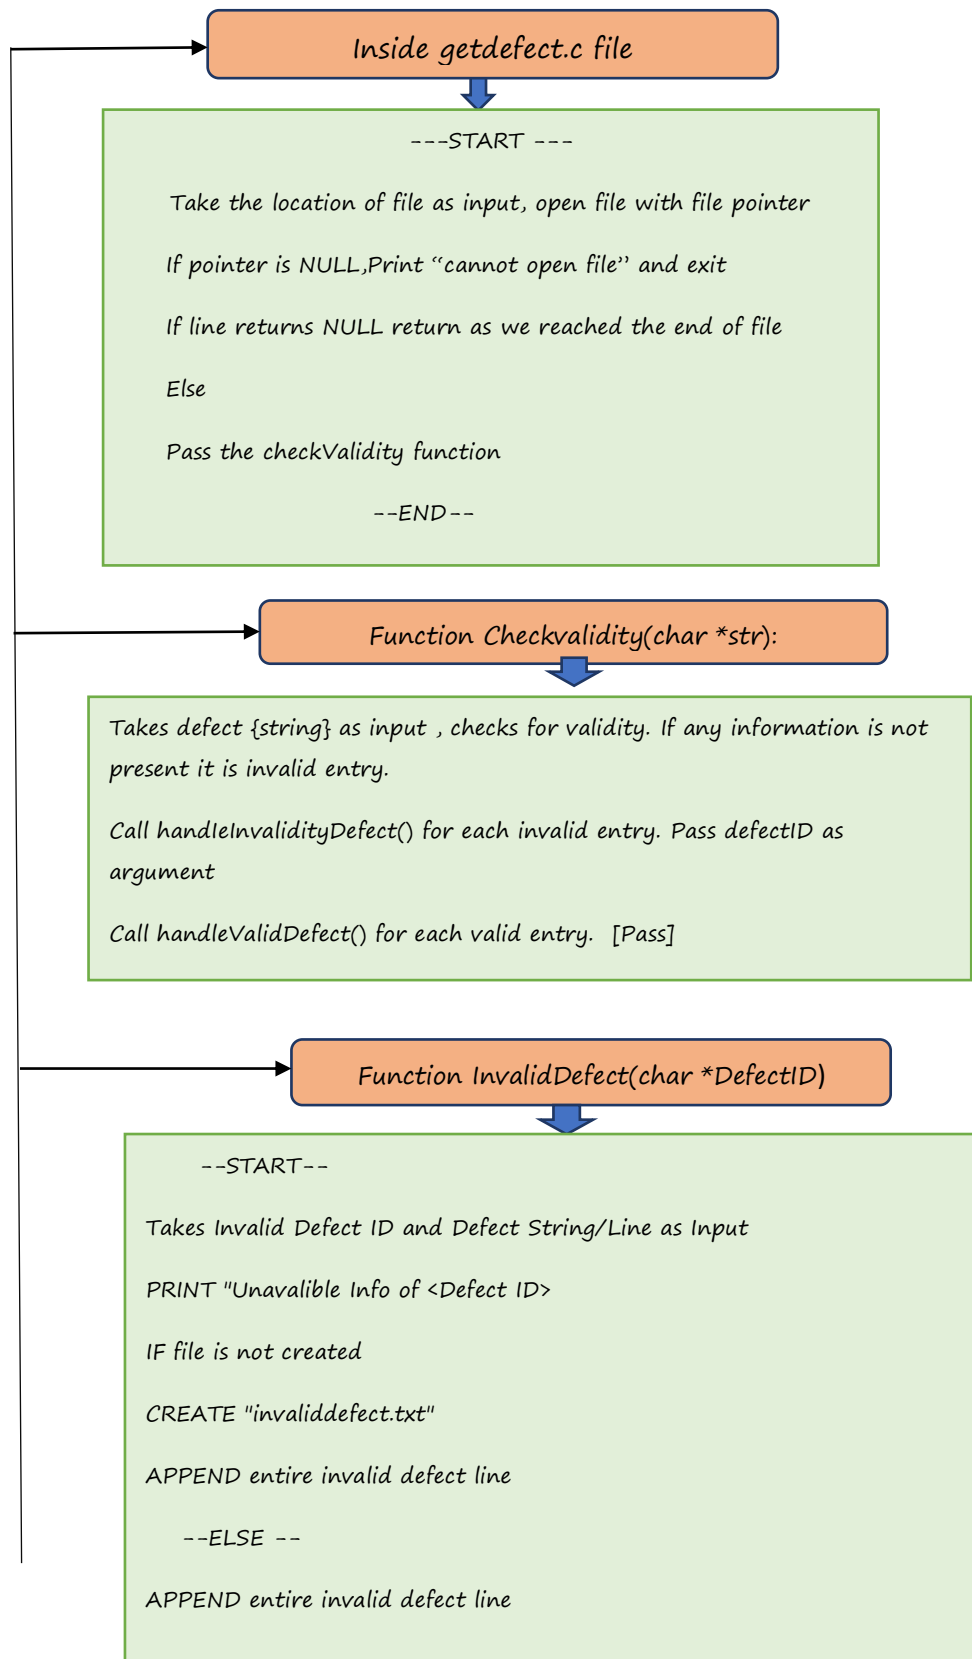 Inside getdefect.c file
---START ---
Take the location of file as input, open file with file pointer
If pointer is NULL,Print “cannot open file” and exit
If line returns NULL return as we reached the end of file
Else
Pass the checkValidity function
--END--
Function Checkvalidity(char *str):
Takes defect {string} as input , checks for validity. If any information is not
present it is invalid entry.
Call handIeInvalidityDefect() for each invalid entry. Pass defectID as
argument
Call handleValidDefect() for each valid entry. [Pass]
Function InvalidDefect(char *DefectID)
--START--
Takes Invalid Defect ID and Defect String/Line as Input
PRINT "Unavalible Info of <Defect ID>
IF file is not created
CREATE "invaliddefect.txt"
APPEND entire invalid defect line
--ELSE --
APPEND entire invalid defect line